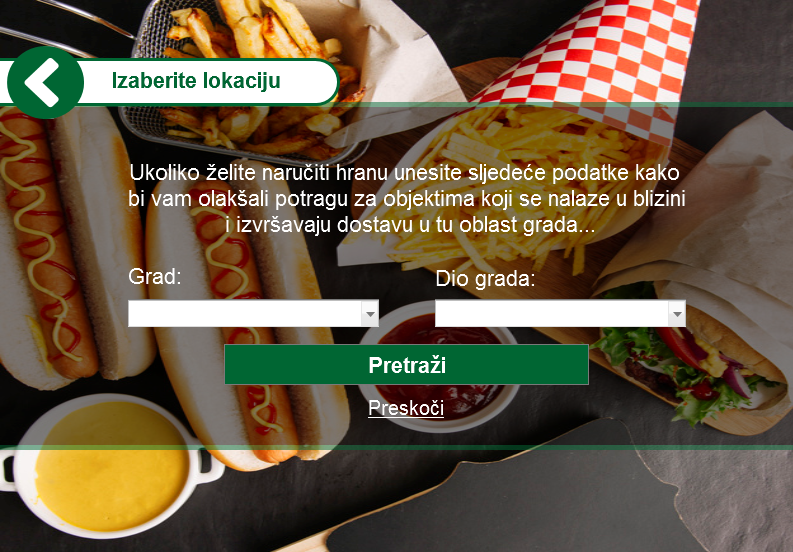 Izaberite lokaciju
Ukoliko želite naručiti hranu unesite sljedeće podatke kako
bi vam olakšali potragu za objektima koji se nalaze u blizini
i izvršavaju dostavu u tu oblast grada...
Grad:
Dio grada:
Pretraži
Preskoči